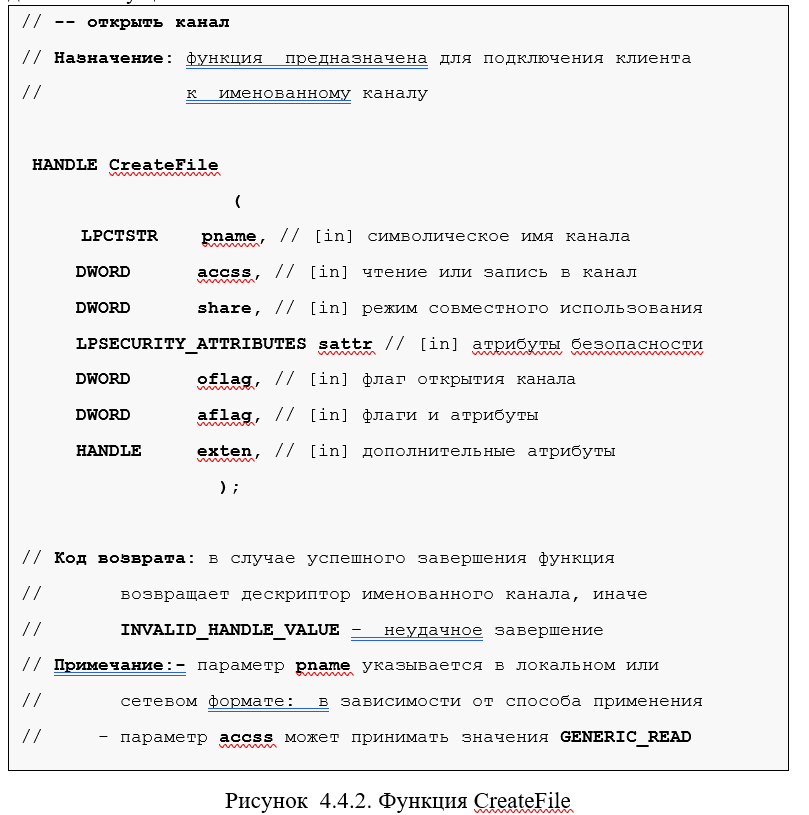 // -- открыть канал
// Назначение: функция предназначена для подключения клиента
// к именованному каналу
HANDLE CreateFile
(
LPCTSTR pname, // [in] символическое имя канала
DWORD accss, // [in] чтение или запись в канал
DWORD share, // [in] режим совместного использования
LPSECURITY_ATTRIBUTES sattr // [in] атрибуты безопасности
DWORD oflag, // [in] флаг открытия канала
DWORD aflag, // [in] флаги и атрибуты
HANDLE exten, // [in] дополнительные атрибуты
);
// Код возврата: в случае успешного завершения функция
// возвращает дескриптор именованного канала, иначе
// INVALID_HANDLE_VALUE – неудачное завершение
// Примечание:- параметр pname указывается в локальном или
// сетевом формате: в зависимости от способа применения
// – параметр accss может принимать значения GENERIC_READ
Рисунок 4.4.2. Функция CreateFile